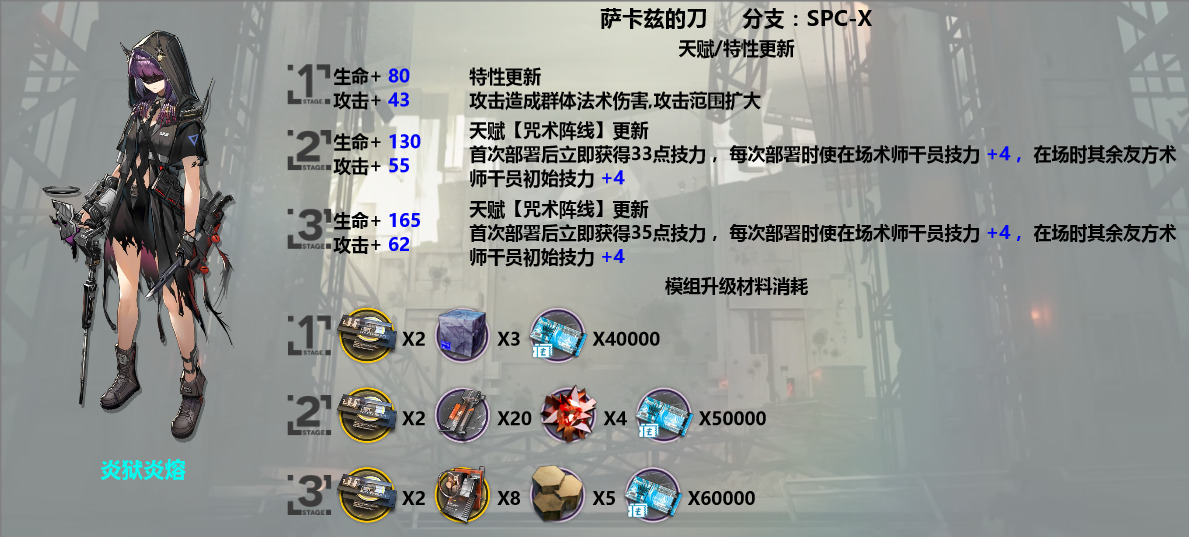 萨卡兹的刀 分支：SPC-X
天赋/特性更新
1 STAGE. 生命+ 80 特性更新
攻击+ 43 攻击造成群体法术伤害,攻击范围扩大
2 STAGE. 生命+ 130 天赋【咒术阵线】更新
攻击+ 55 首次部署后立即获得33点技力 ，每次部署时使在场术师干员技力 +4 ，在场时其余友方术
师干员初始技力 +4
3 STAGE. 生命+ 165 天赋【咒术阵线】更新
攻击+ 62 首次部署后立即获得35点技力 ，每次部署时使在场术师干员技力 +4 ，在场时其余友方术
师干员初始技力 +4
模组升级材料消耗
1 STAGE. X2 X3 X40000
2 STAGE. X2 X20 X4 X50000
炎狱炎熔
3 STAGE. X2 X8 X5 X60000